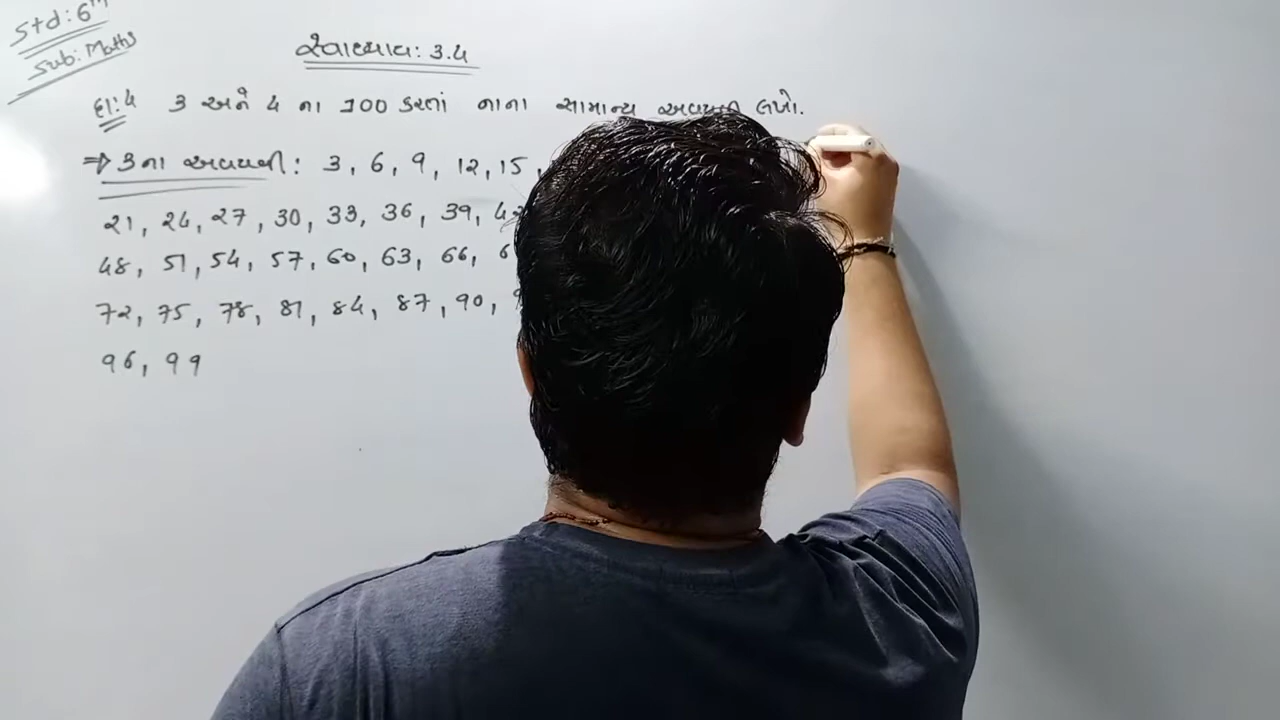 Std: 6th
Sub: Maths
સ્વાધ્યાય: 3.4
દા:4 3 અને 4 ના 100 કરતાં નાના સામાન્ય અવયવી લખો.
⇒ 3ના અવયવી: 3, 6, 9, 12, 15,
21, 24, 27, 30, 33, 36, 39,
48, 51, 54, 57, 60, 63, 66,
72, 75, 78, 81, 84, 87, 90,
96, 99